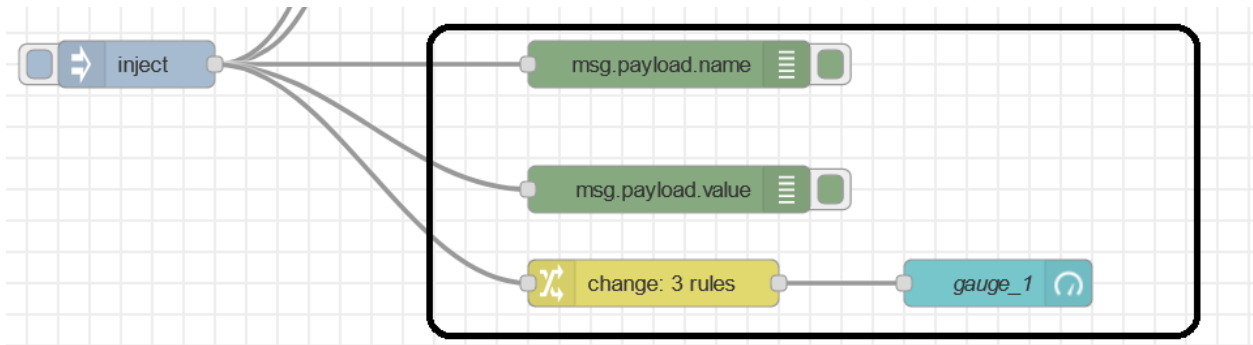 inject
msg.payload.name
msg.payload.value
change: 3 rules
gauge_1